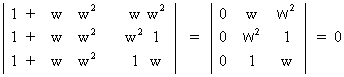 | 1 + w w² w w² | | 0 w w² |
| 1 + w w² w² 1 | = | 0 w² 1 | = 0
| 1 + w w² 1 w | | 0 1 w |